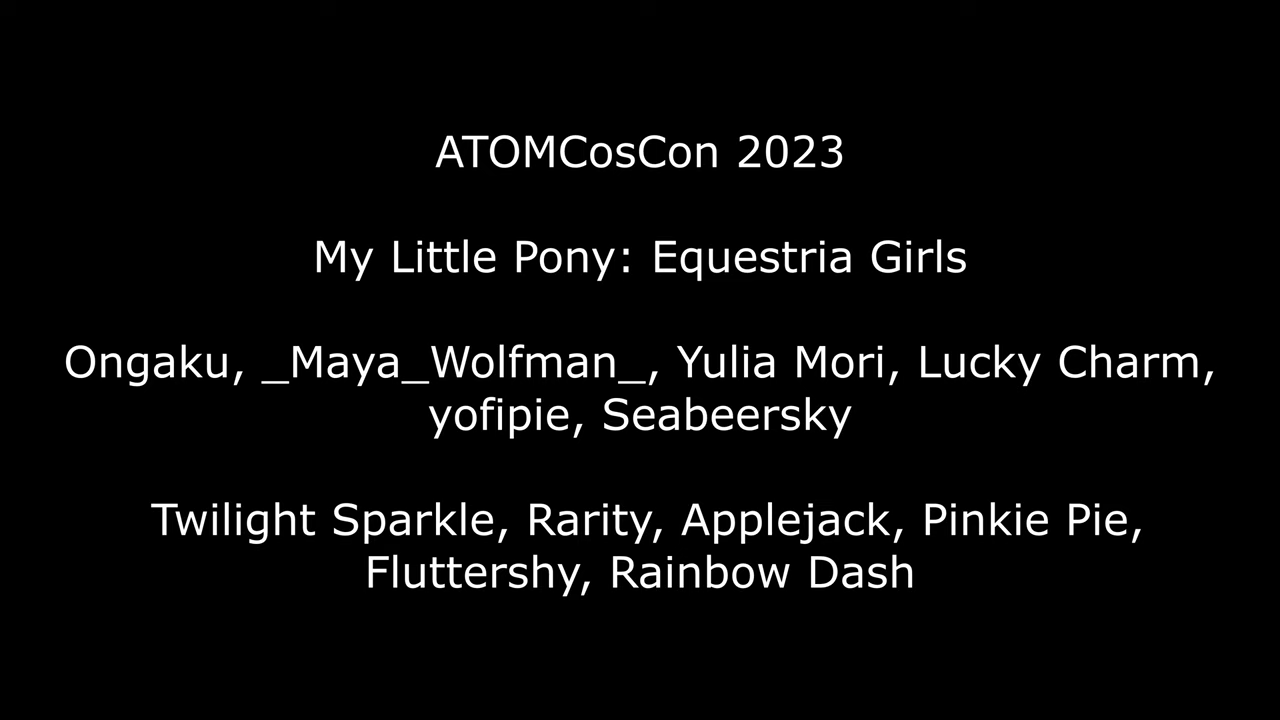 ATOMCosCon 2023
My Little Pony: Equestria Girls
Ongaku, _Maya_Wolfman_, Yulia Mori, Lucky Charm,
yofipie, Seabeersky
Twilight Sparkle, Rarity, Applejack, Pinkie Pie,
Fluttershy, Rainbow Dash